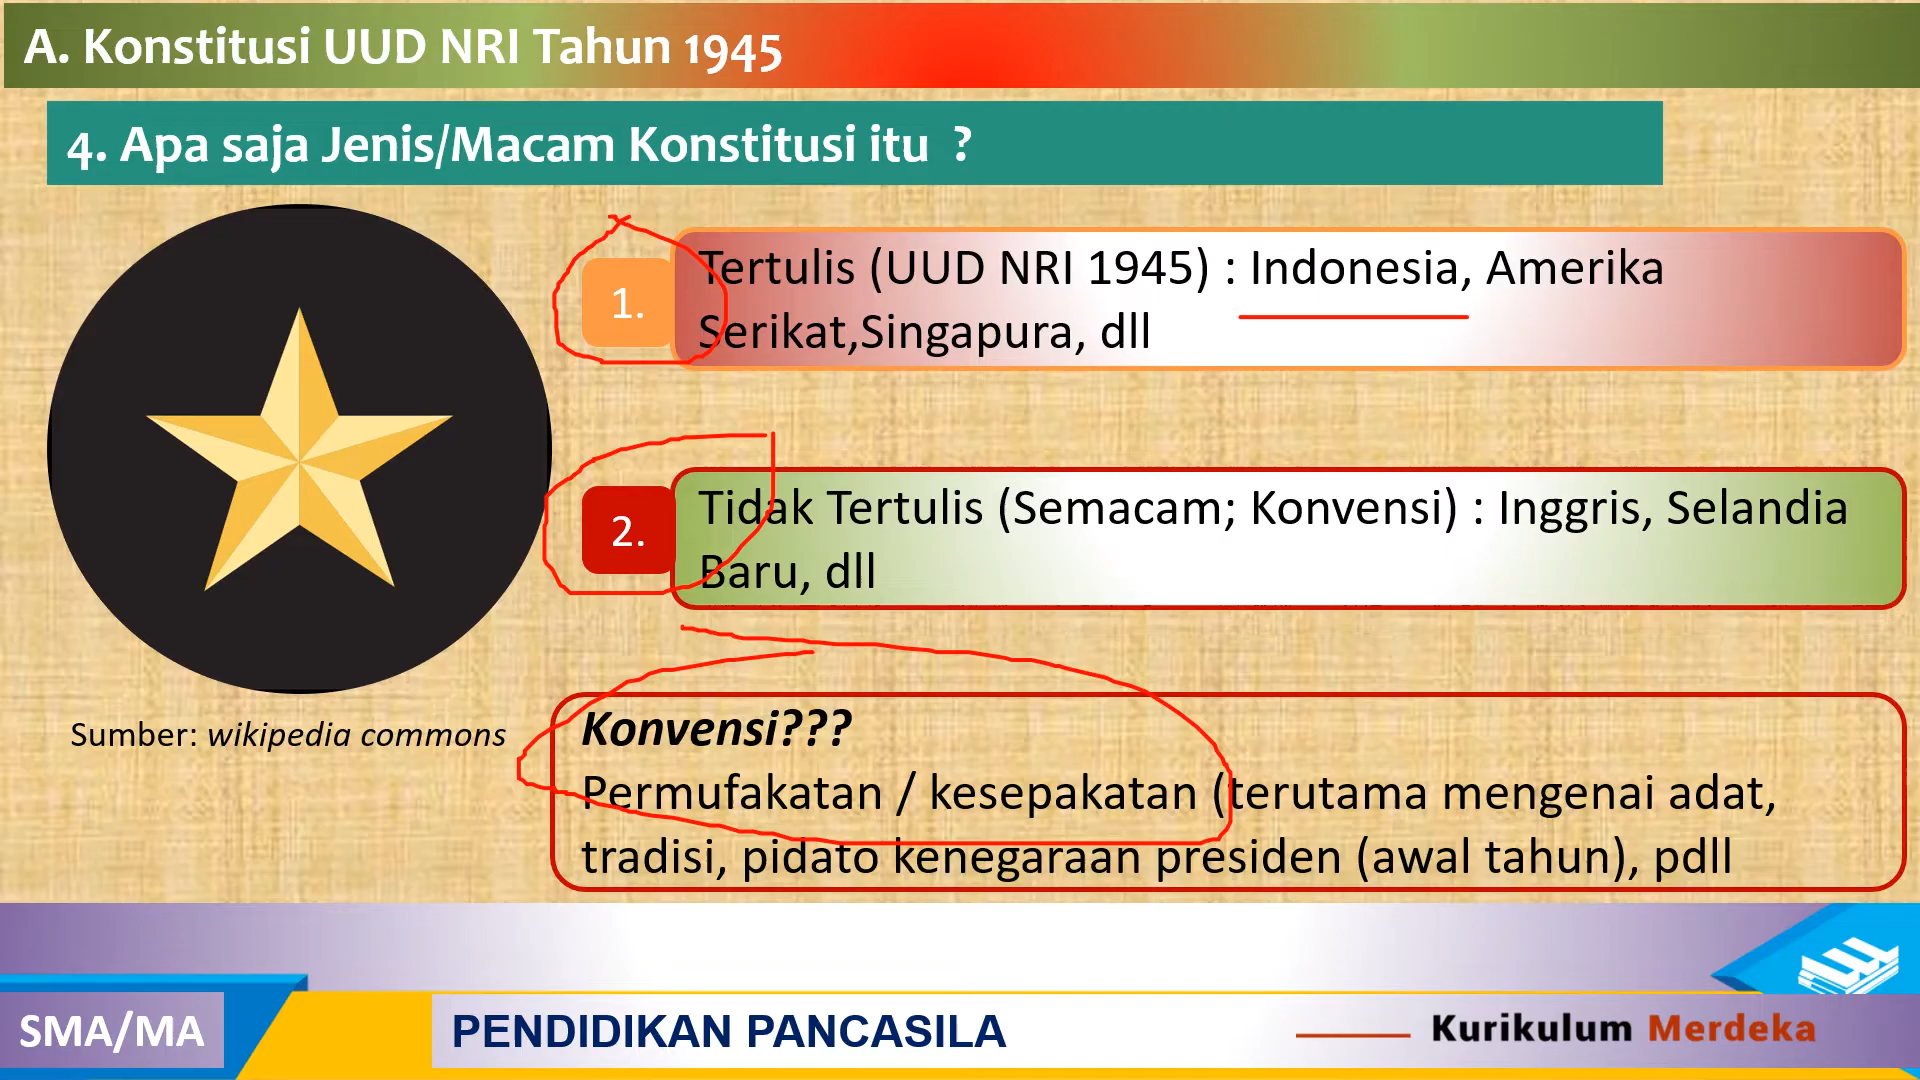 A. Konstitusi UUD NRI Tahun 1945
4. Apa saja Jenis/Macam Konstitusi itu ?
1.
Tertulis (UUD NRI 1945) : Indonesia, Amerika
Serikat,Singapura, dll
2.
Tidak Tertulis (Semacam; Konvensi) : Inggris, Selandia
Baru, dll
Sumber: wikipedia commons
Konvensi???
Permufakatan / kesepakatan (terutama mengenai adat,
tradisi, pidato kenegaraan presiden (awal tahun), pdll
SMA/MA
PENDIDIKAN PANCASILA
Kurikulum Merdeka